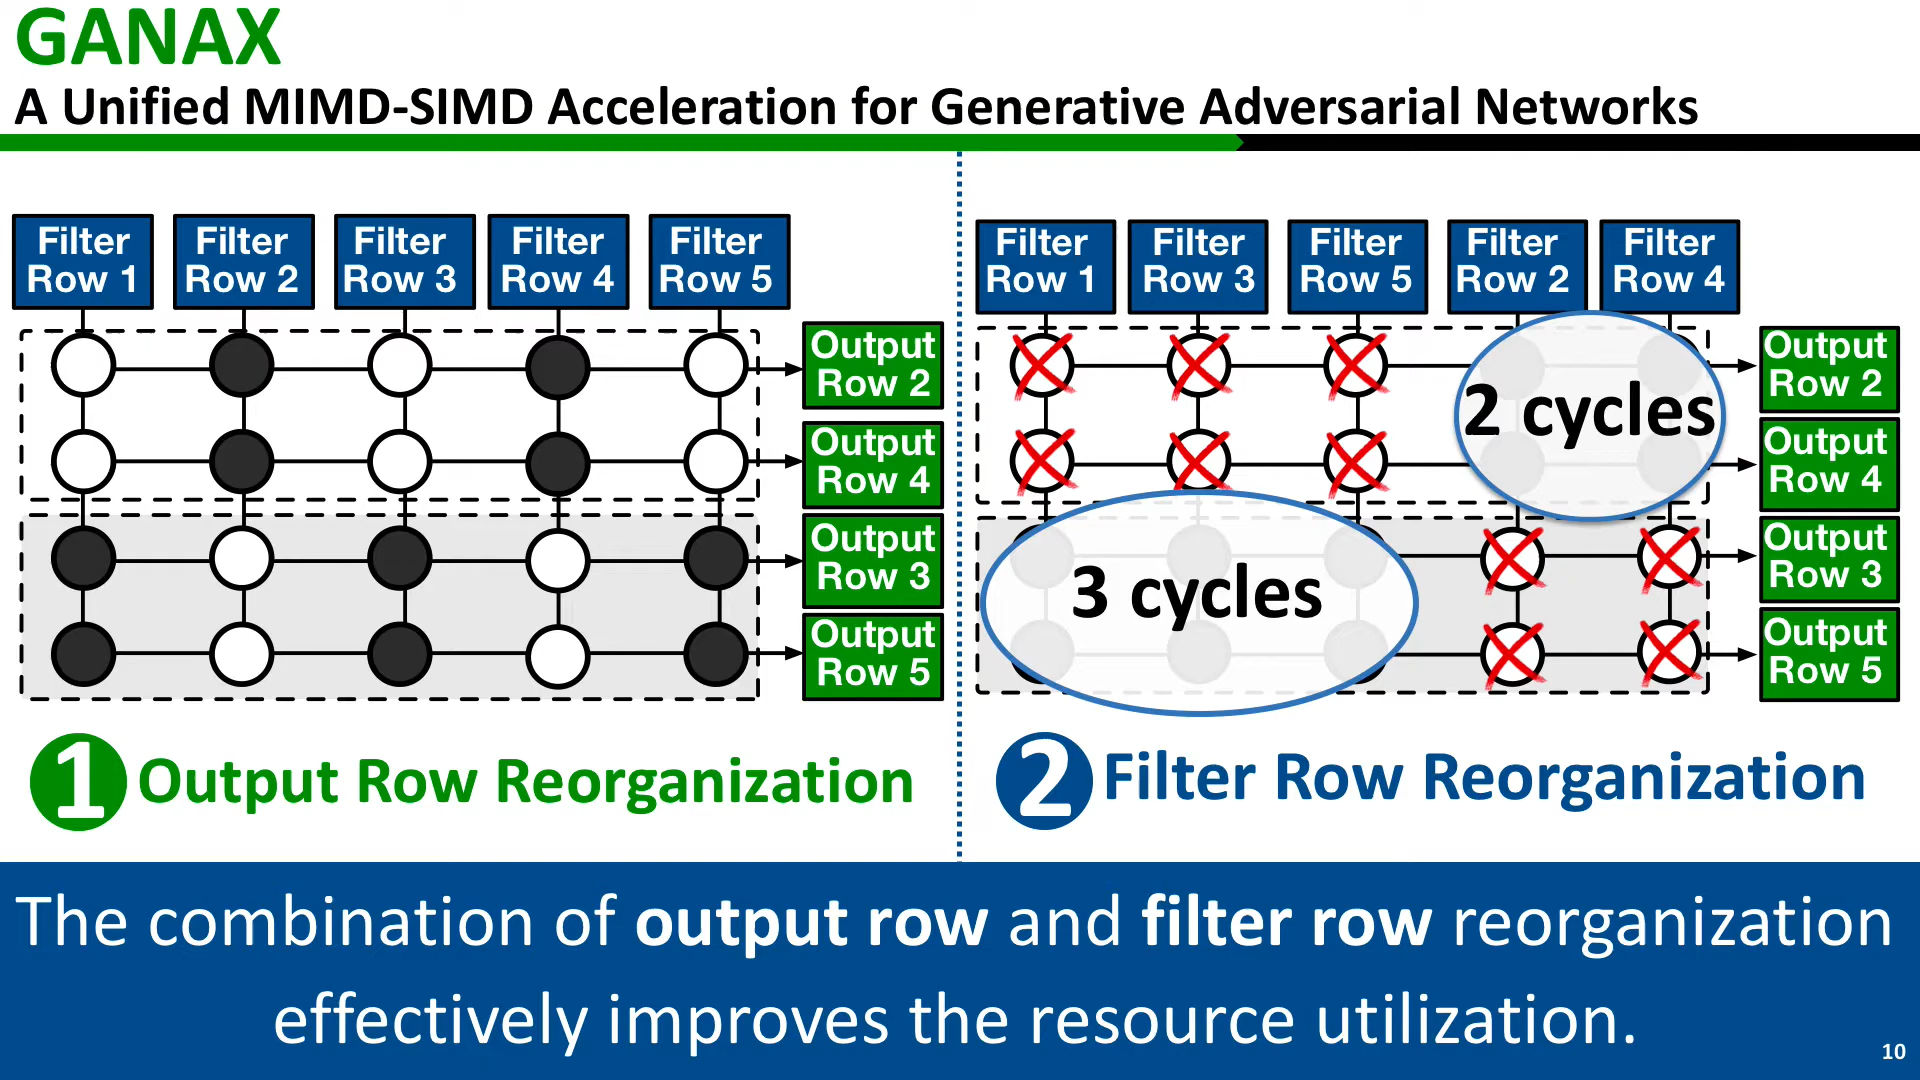 GANAX
A Unified MIMD-SIMD Acceleration for Generative Adversarial Networks
Filter
Row 1
Filter
Row 2
Filter
Row 3
Filter
Row 4
Filter
Row 5
Output
Row 2
Output
Row 4
Output
Row 3
Output
Row 5
1 Output Row Reorganization
Filter
Row 1
Filter
Row 3
Filter
Row 5
Filter
Row 2
Filter
Row 4
2 cycles
3 cycles
Output
Row 2
Output
Row 4
Output
Row 3
Output
Row 5
2 Filter Row Reorganization
The combination of output row and filter row reorganization
effectively improves the resource utilization.
10